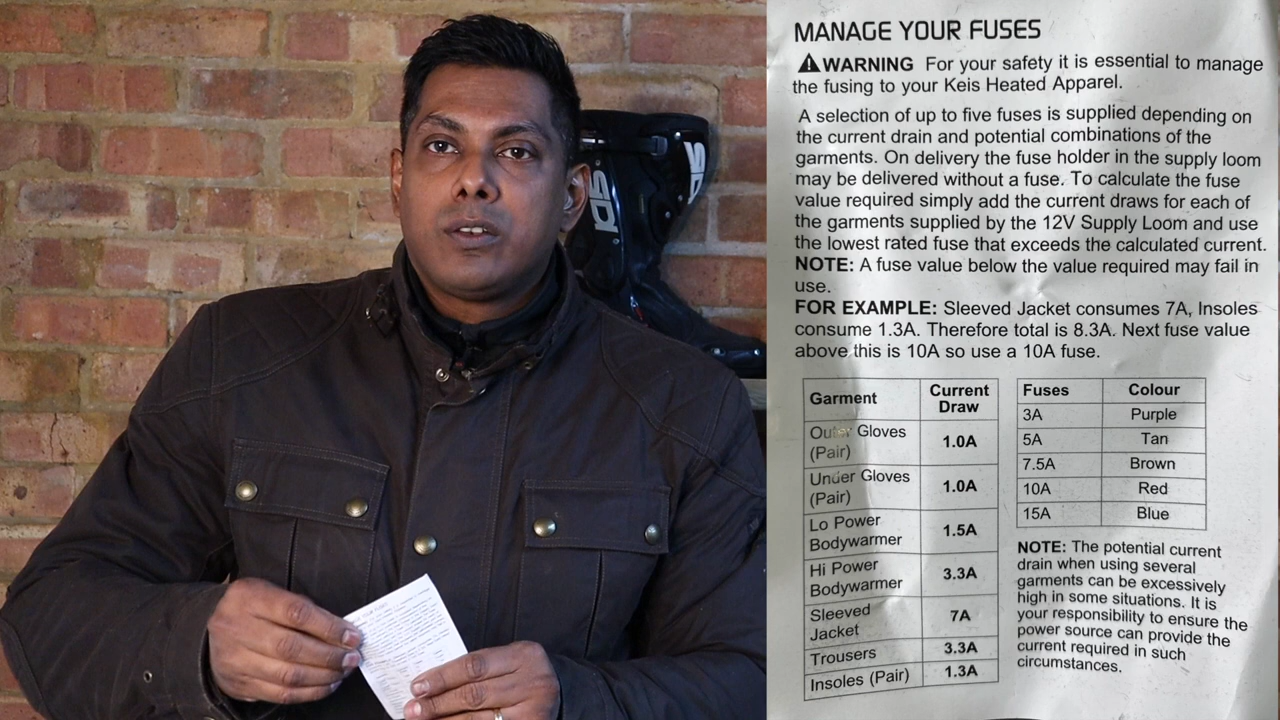 MANAGE YOUR FUSES
⚠WARNING For your safety it is essential to manage
the fusing to your Keis Heated Apparel.
A selection of up to five fuses is supplied depending on
the current drain and potential combinations of the
garments. On delivery the fuse holder in the supply loom
may be delivered without a fuse. To calculate the fuse
value required simply add the current draws for each of
the garments supplied by the 12V Supply Loom and use
the lowest rated fuse that exceeds the calculated current.
NOTE: A fuse value below the value required may fail in
use.
FOR EXAMPLE: Sleeved Jacket consumes 7A, Insoles
consume 1.3A. Therefore total is 8.3A. Next fuse value
above this is 10A so use a 10A fuse.
Garment Current Draw
Outer Gloves (Pair) 1.0A
Under Gloves (Pair) 1.0A
Lo Power Bodywarmer 1.5A
Hi Power Bodywarmer 3.3A
Sleeved Jacket 7A
Trousers 3.3A
Insoles (Pair) 1.3A
Fuses Colour
3A Purple
5A Tan
7.5A Brown
10A Red
15A Blue
NOTE: The potential current
drain when using several
garments can be excessively
high in some situations. It is
your responsibility to ensure the
power source can provide the
current required in such
circumstances.
SIDI